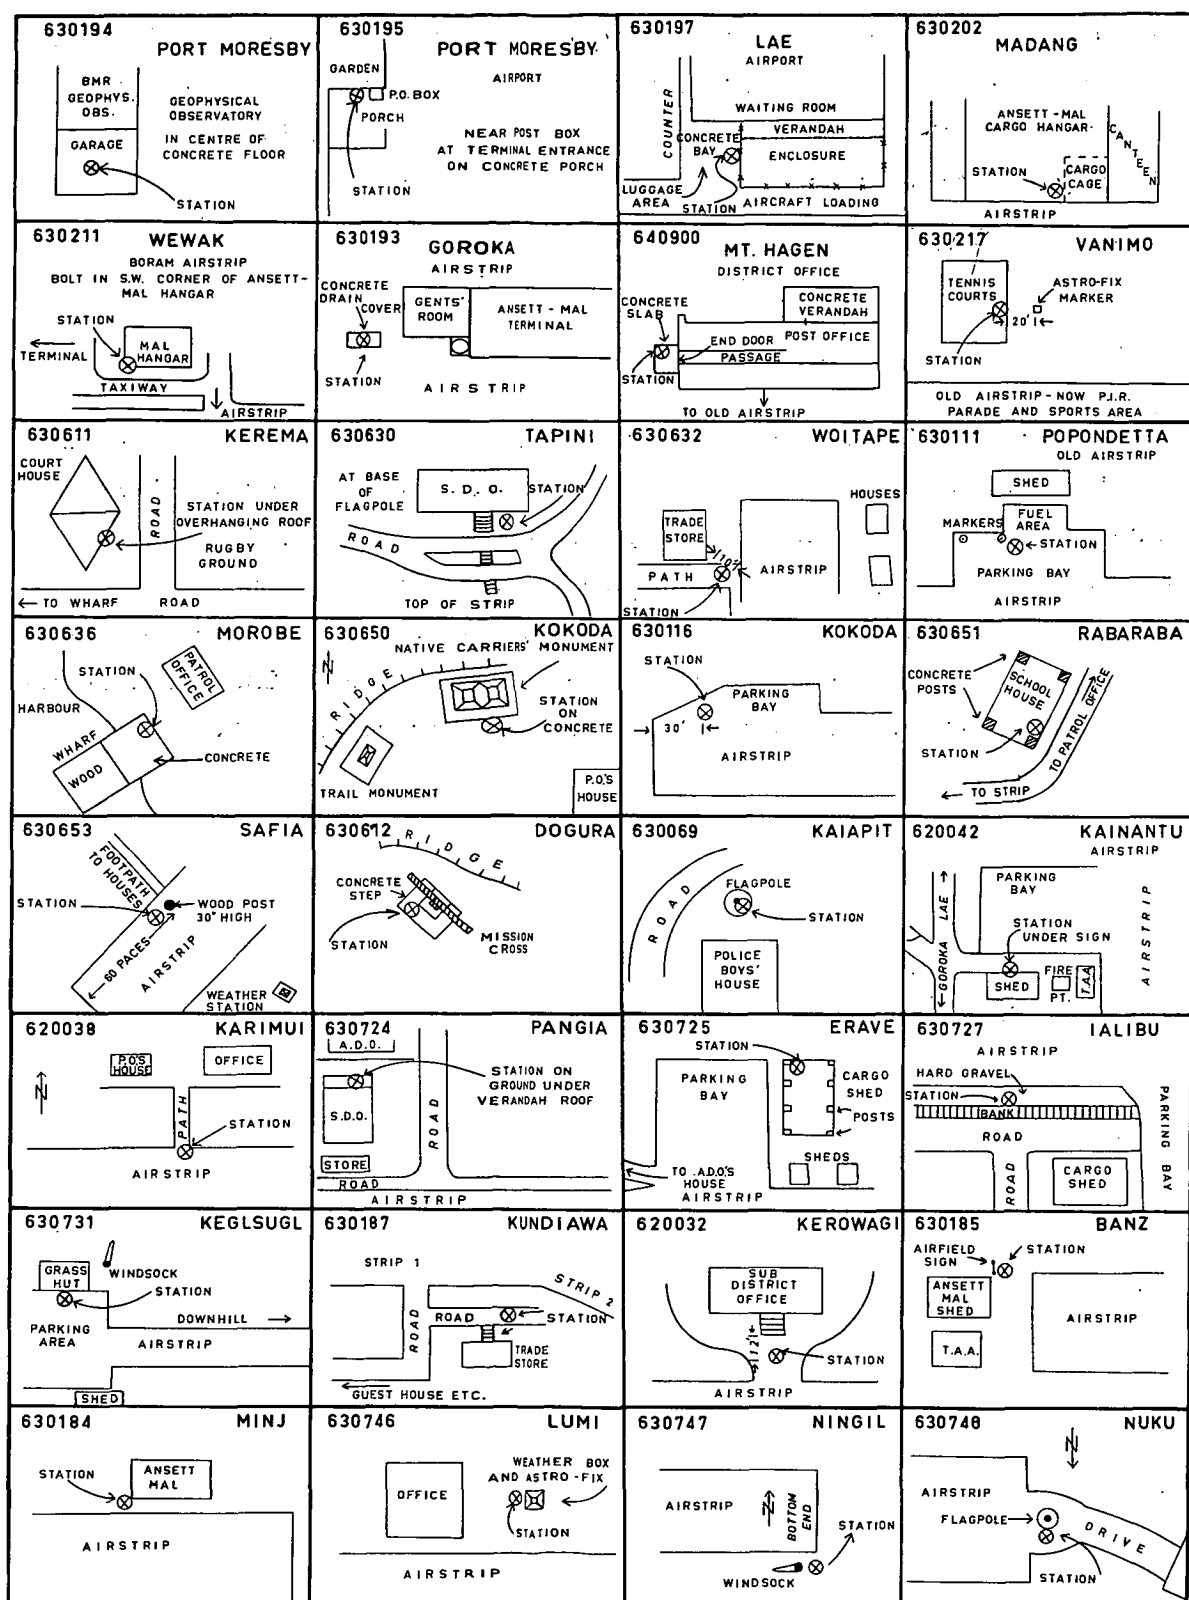 630194
PORT MORESBY
BMR
GEOPHYS.
OBS.
GARAGE
GEOPHYSICAL
OBSERVATORY
IN CENTRE OF
CONCRETE FLOOR
STATION
630195
PORT MORESBY
AIRPORT
GARDEN
P.O. BOX
PORCH
NEAR POST BOX
AT TERMINAL ENTRANCE
ON CONCRETE PORCH
STATION
630197
LAE
AIRPORT
COUNTER
WAITING ROOM
VERANDAH
CONCRETE
BAY
ENCLOSURE
LUGGAGE
AREA
STATION
AIRCRAFT LOADING
630202
MADANG
ANSETT-MAL
CARGO HANGAR
CANTEEN
STATION
CARGO
CAGE
AIRSTRIP
630211
WEWAK
BORAM AIRSTRIP
BOLT IN S.W. CORNER OF ANSETT-
MAL HANGAR
STATION
TERMINAL
MAL
HANGAR
TAXIWAY
AIRSTRIP
630193
GOROKA
AIRSTRIP
CONCRETE
DRAIN
COVER
GENTS'
ROOM
ANSETT-MAL
TERMINAL
STATION
AIRSTRIP
640900
MT. HAGEN
DISTRICT OFFICE
CONCRETE
SLAB
CONCRETE
VERANDAH
POST OFFICE
END DOOR
PASSAGE
STATION
TO OLD AIRSTRIP
630217
VANIMO
TENNIS
COURTS
ASTRO-FIX
MARKER
20'
STATION
OLD AIRSTRIP-NOW P.I.R.
PARADE AND SPORTS AREA
630611
KEREMA
COURT
HOUSE
ROAD
STATION UNDER
OVERHANGING ROOF
RUGBY
GROUND
TO WHARF
ROAD
630630
TAPINI
AT BASE
OF
FLAGPOLE
S. D. O.
STATION
ROAD
TOP OF STRIP
630632
WOITAPE
TRADE
STORE
HOUSES
10'
PATH
AIRSTRIP
STATION
630111
POPONDETTA
OLD AIRSTRIP
SHED
FUEL
AREA
MARKERS
STATION
PARKING BAY
AIRSTRIP
630636
MOROBE
STATION
PATROL
OFFICE
HARBOUR
WHARF
WOOD
CONCRETE
630650
KOKODA
NATIVE CARRIERS' MONUMENT
N
RIDGE
STATION
ON
CONCRETE
TRAIL MONUMENT
P.O.'S
HOUSE
630116
KOKODA
STATION
PARKING
BAY
30'
AIRSTRIP
630651
RABARABA
CONCRETE
POSTS
SCHOOL
HOUSE
STATION
TO PATROL OFFICE
TO STRIP
630653
SAFIA
FOOTPATH
TO HOUSES
STATION
WOOD POST
30" HIGH
60 PACES
AIRSTRIP
WEATHER
STATION
630612
DOGURA
RIDGE
CONCRETE
STEP
STATION
MISSION
CROSS
630069
KAIAPIT
ROAD
FLAGPOLE
STATION
POLICE
BOYS'
HOUSE
620042
KAINANTU
AIRSTRIP
PARKING
BAY
LAE
GOROKA
STATION
UNDER SIGN
AIRSTRIP
SHED
FIRE
PT.
T.A.A.
620038
KARIMUI
P.O.'S
HOUSE
OFFICE
N
PATH
STATION
AIRSTRIP
630724
PANGIA
A.D.O.
STATION ON
GROUND UNDER
VERANDAH ROOF
S.D.O.
ROAD
STORE
ROAD
AIRSTRIP
630725
ERAVE
STATION
PARKING
BAY
CARGO
SHED
POSTS
SHEDS
TO A.D.O'S
HOUSE
AIRSTRIP
630727
IALIBU
AIRSTRIP
HARD GRAVEL
STATION
BANK
ROAD
PARKING BAY
ROAD
CARGO
SHED
630731
KEGLSUGL
GRASS
HUT
WINDSOCK
STATION
PARKING
AREA
DOWNHILL
AIRSTRIP
SHED
630187
KUNDIAWA
STRIP 1
STRIP 2
ROAD
ROAD
STATION
TRADE
STORE
GUEST HOUSE ETC.
620032
KEROWAGI
SUB
DISTRICT
OFFICE
12'
STATION
AIRSTRIP
630185
BANZ
AIRFIELD
SIGN
STATION
ANSETT
MAL
SHED
AIRSTRIP
T.A.A.
630184
MINJ
STATION
ANSETT
MAL
AIRSTRIP
630746
LUMI
WEATHER BOX
AND ASTRO-FIX
OFFICE
STATION
AIRSTRIP
630747
NINGIL
AIRSTRIP
N
BOTTOM
END
STATION
WINDSOCK
630748
NUKU
N
AIRSTRIP
FLAGPOLE
DRIVE
STATION